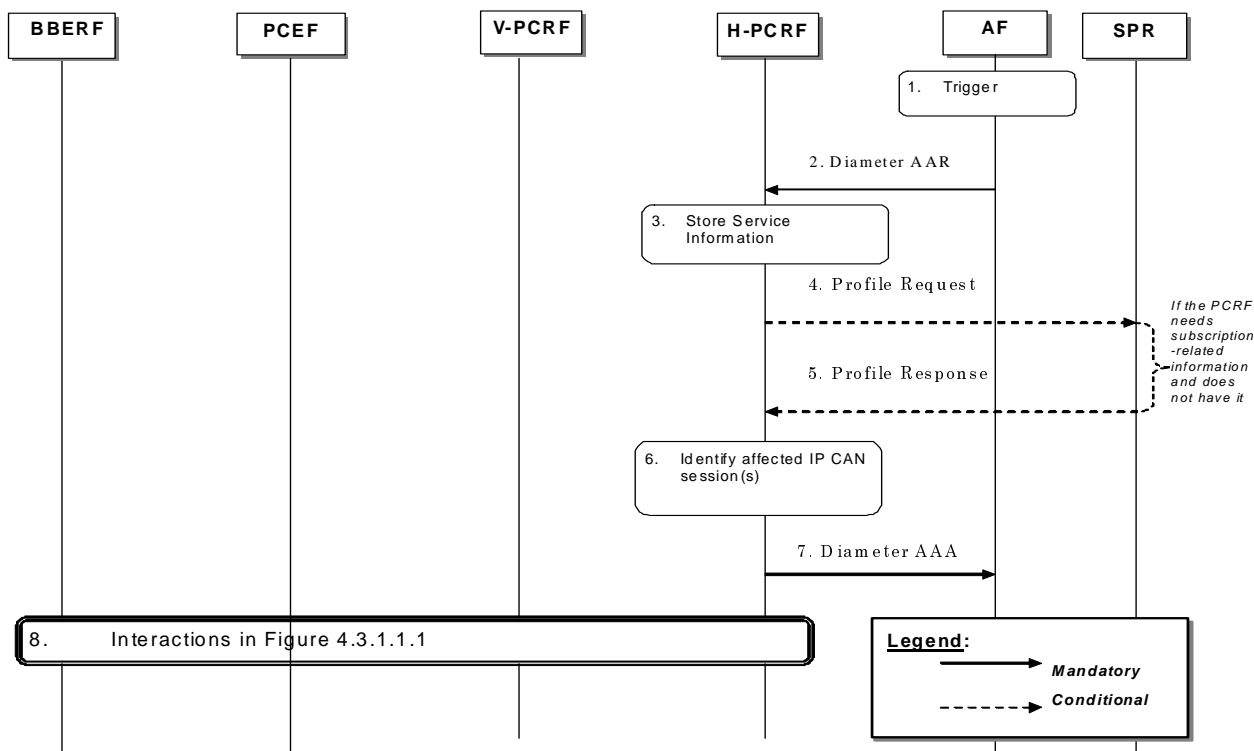 BBERF
PCEF
V-PCRF
H-PCRF
AF
SPR
1. Trigger
2. Diameter AAR
3. Store Service
Information
4. Profile Request
If the PCRF
needs
subscription
-related
information
and does
not have it
5. Profile Response
6. Identify affected IP CAN
session(s)
7. Diameter AAA
8. Interactions in Figure 4.3.1.1.1
Legend:
Mandatory
Conditional